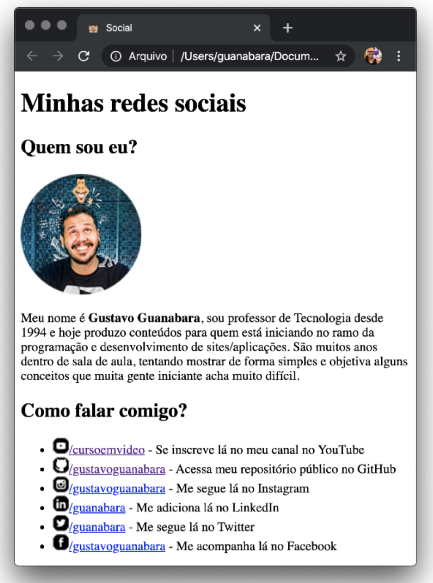 Social
Arquivo | /Users/guanabara/Docum...
Minhas redes sociais
Quem sou eu?
Meu nome é Gustavo Guanabara, sou professor de Tecnologia desde
1994 e hoje produzo conteúdos para quem está iniciando no ramo da
programação e desenvolvimento de sites/aplicações. São muitos anos
dentro de sala de aula, tentando mostrar de forma simples e objetiva alguns
conceitos que muita gente iniciante acha muito difícil.
Como falar comigo?
/cursoemvideo - Se inscreve lá no meu canal no YouTube
/gustavoguanabara - Acessa meu repositório público no GitHub
/gustavoguanabara - Me segue lá no Instagram
/guanabara - Me adiciona lá no LinkedIn
/guanabara - Me segue lá no Twitter
/gustavoguanabara - Me acompanha lá no Facebook